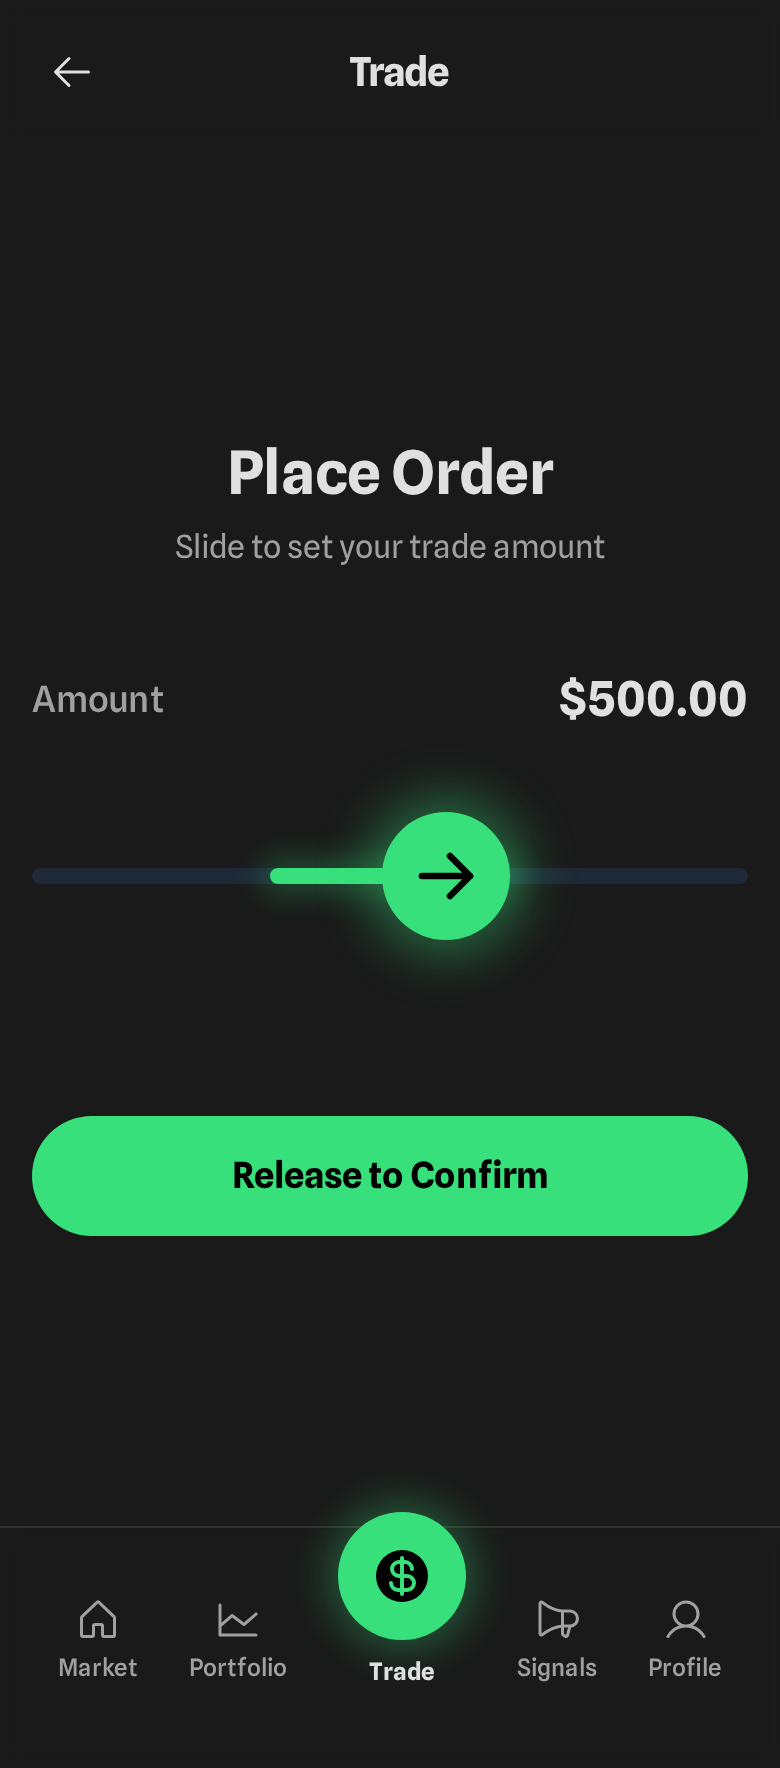 Trade
Place Order
Slide to set your trade amount
Amount $500.00
Release to Confirm
Market Portfolio Trade Signals Profile